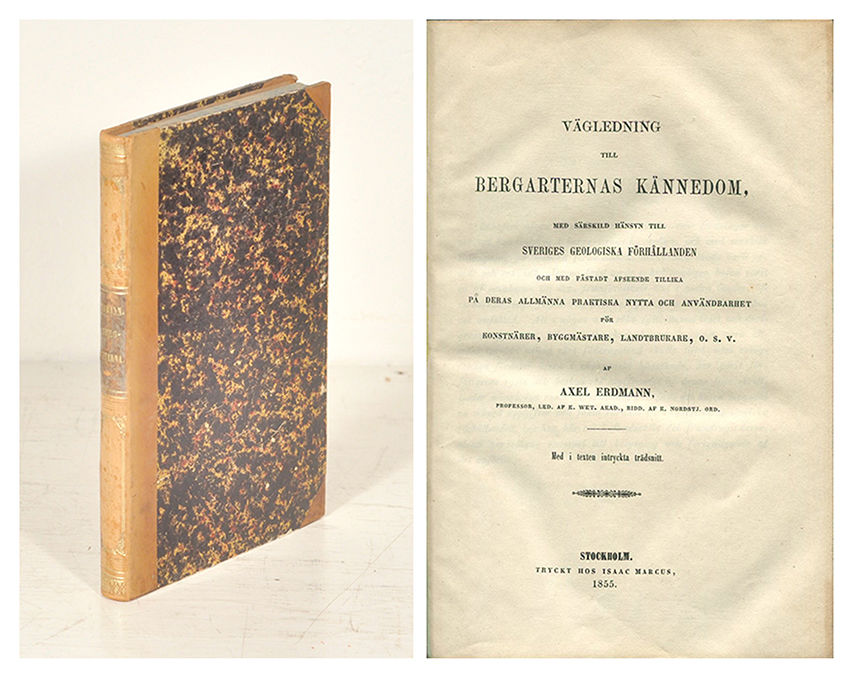 VÄGLEDNING
TILL
BERGARTERNAS KÄNNEDOM,
MED SÄRSKILD HÄNSYN TILL
SVERIGES GEOLOGISKA FÖRHÅLLANDEN
OCH MED FÄSTADT AFSEENDE TILLIKA
PÅ DERAS ALLMÄNNA PRAKTISKA NYTTA OCH ANVÄNDBARHET
FÖR
KONSTNÄRER, BYGGMÄSTARE, LANDTBRUKARE, O. S. V.
AF
AXEL ERDMANN,
PROFESSOR, LED. AF K. WET. AKAD., RIDD. AF K. NORDSTJ. ORD.
Med i texten intryckta trädsnitt.
STOCKHOLM.
TRYCKT HOS ISAAC MARCUS,
1855.